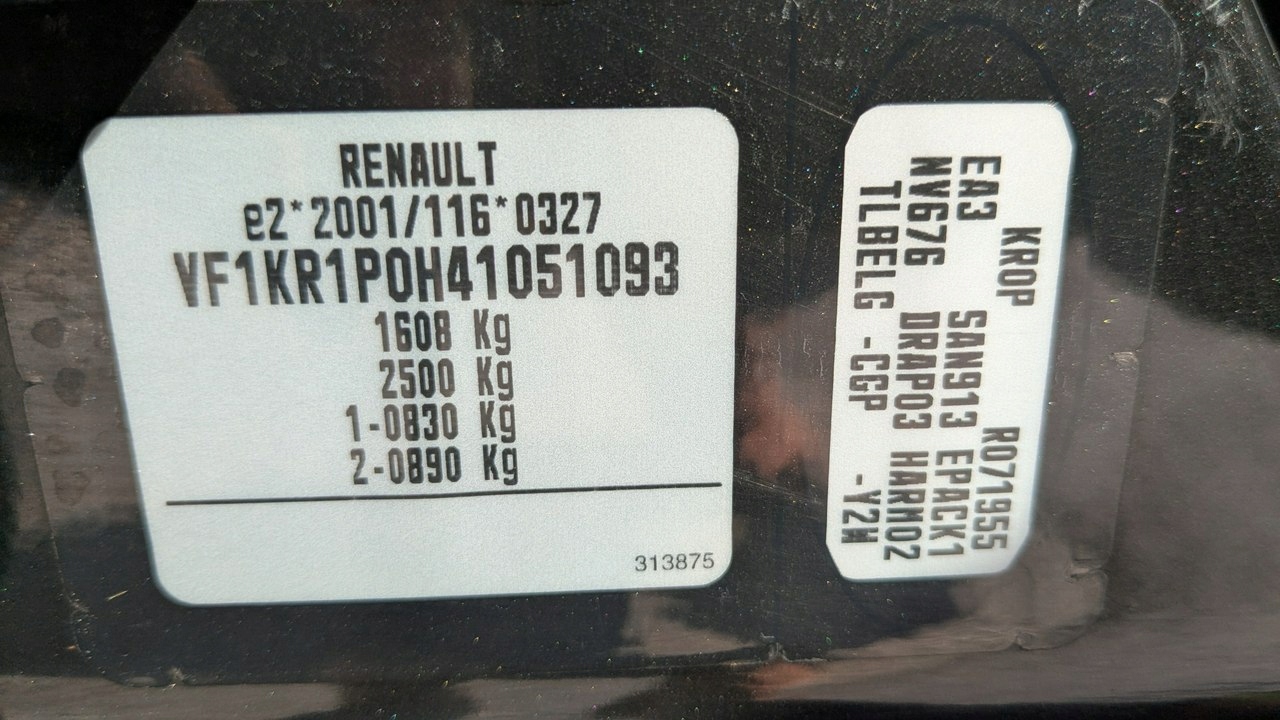 RENAULT
e2*2001/116*0327
VF1KR1P0H41051093
1608 Kg
2500 Kg
1-0830 Kg
2-0890 Kg
313875
KR0P R071955
EA3 SAN913 EPACK1
NV676 DRAP03 HARM02
TLBELG -CGP -Y2W